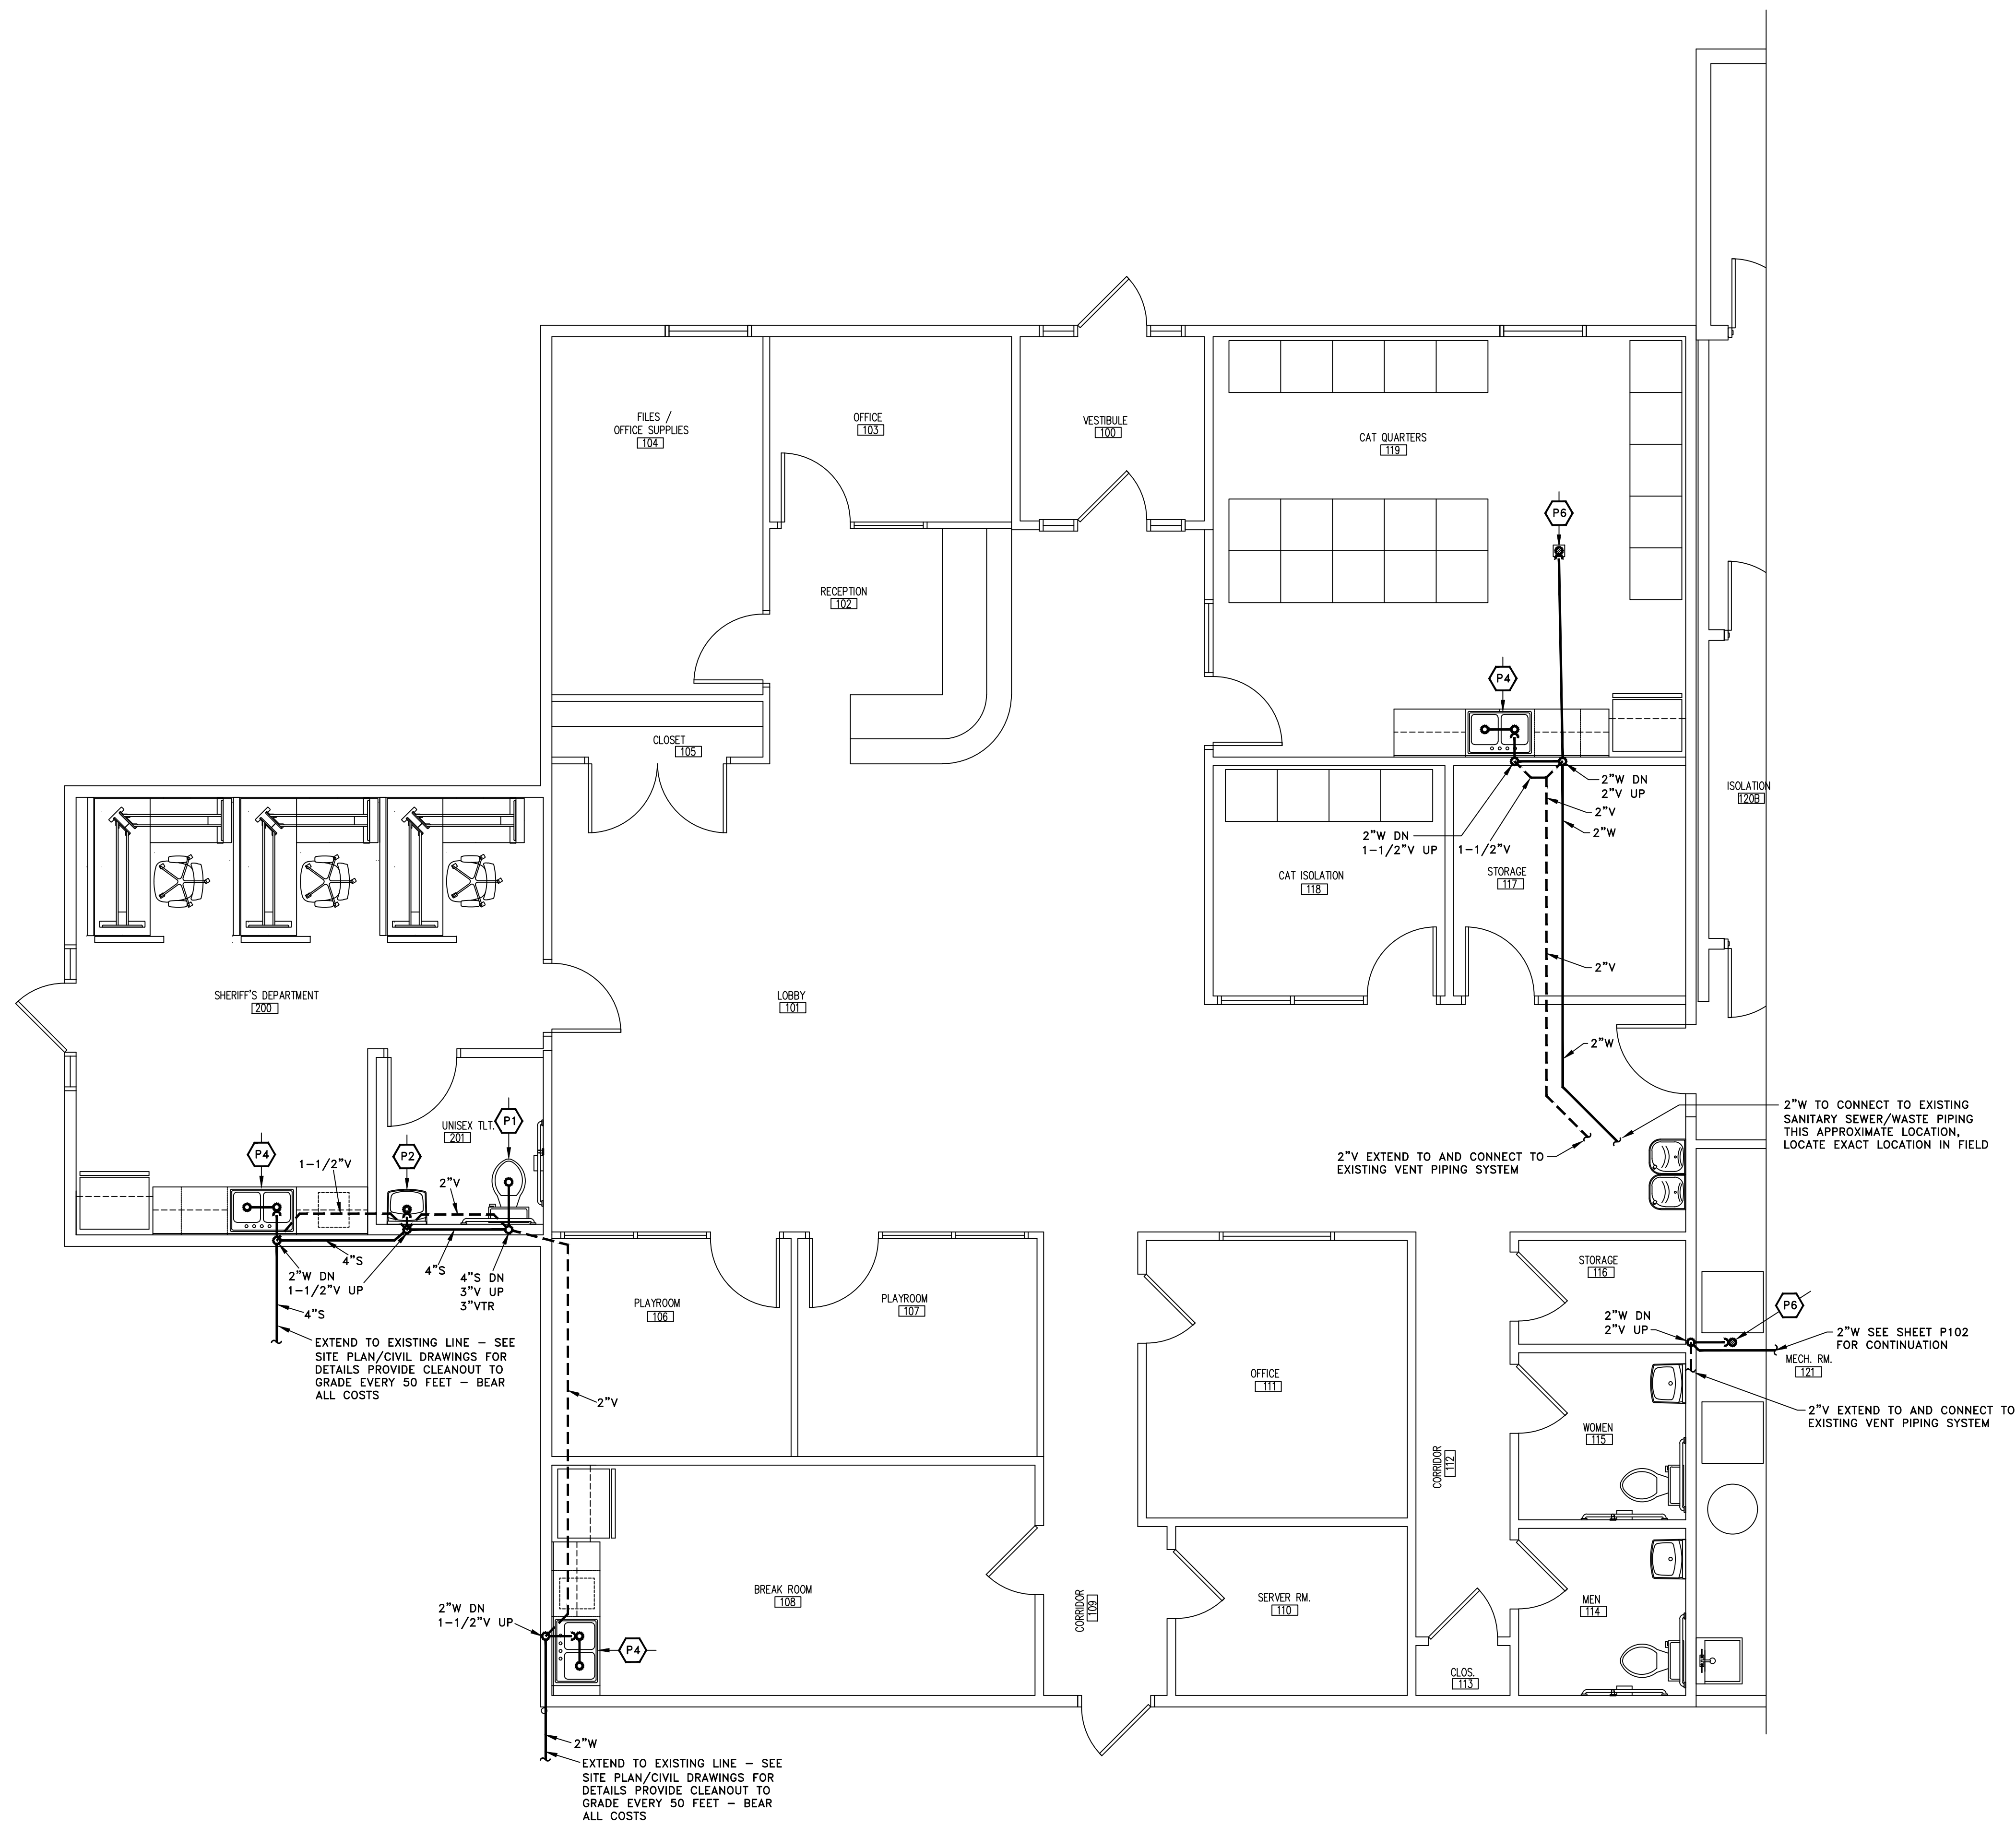 FILES /
OFFICE SUPPLIES
104
OFFICE
103
VESTIBULE
100
CAT QUARTERS
119
P6
RECEPTION
102
P4
CLOSET
105
2"W DN
2"V UP
2"V
2"W
2"W DN
1-1/2"V UP
1-1/2"V
ISOLATION
120B
CAT ISOLATION
118
STORAGE
117
2"V
SHERIFF'S DEPARTMENT
200
LOBBY
101
2"W
2"W TO CONNECT TO EXISTING
SANITARY SEWER/WASTE PIPING
THIS APPROXIMATE LOCATION,
LOCATE EXACT LOCATION IN FIELD
UNISEX TLT.
201
P1
P4
P2
1-1/2"V
2"V
2"V EXTEND TO AND CONNECT TO
EXISTING VENT PIPING SYSTEM
4"S
4"S
2"W DN
1-1/2"V UP
4"S DN
3"V UP
3"VTR
4"S
EXTEND TO EXISTING LINE - SEE
SITE PLAN/CIVIL DRAWINGS FOR
DETAILS PROVIDE CLEANOUT TO
GRADE EVERY 50 FEET - BEAR
ALL COSTS
PLAYROOM
106
PLAYROOM
107
STORAGE
116
2"W DN
2"V UP
P6
2"W SEE SHEET P102
FOR CONTINUATION
MECH. RM.
121
OFFICE
111
2"V
2"V EXTEND TO AND CONNECT TO
EXISTING VENT PIPING SYSTEM
WOMEN
115
CORRIDOR
112
BREAK ROOM
108
CORRIDOR
109
SERVER RM.
110
MEN
114
2"W DN
1-1/2"V UP
P4
CLOS.
113
2"W
EXTEND TO EXISTING LINE - SEE
SITE PLAN/CIVIL DRAWINGS FOR
DETAILS PROVIDE CLEANOUT TO
GRADE EVERY 50 FEET - BEAR
ALL COSTS